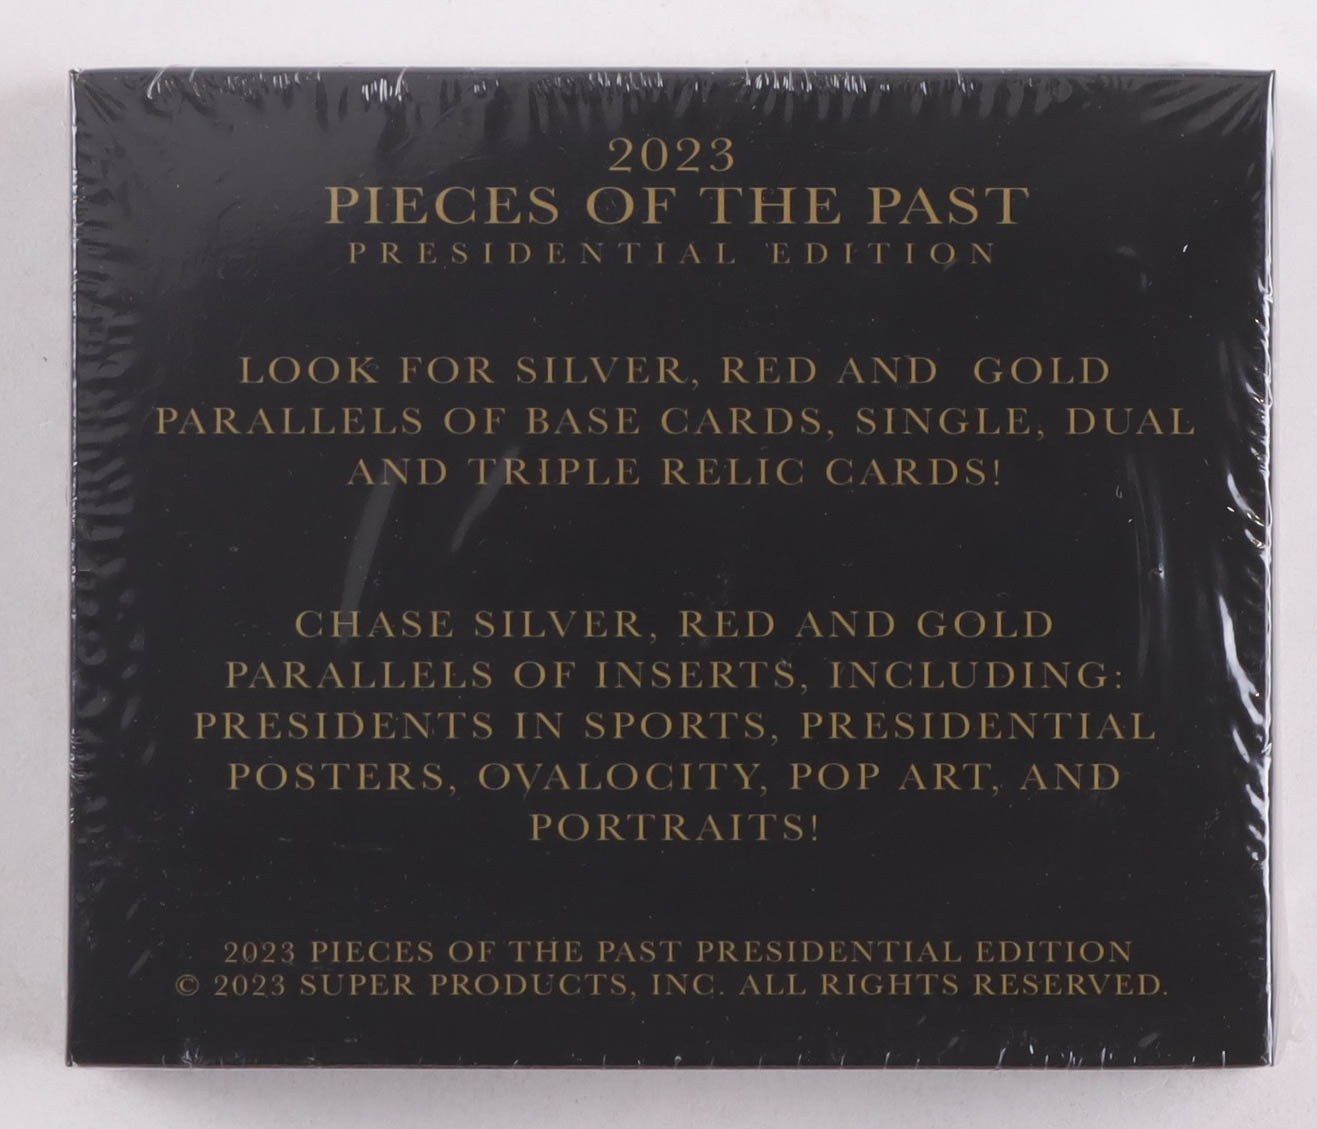 2023
PIECES OF THE PAST
PRESIDENTIAL EDITION
LOOK FOR SILVER, RED AND GOLD
PARALLELS OF BASE CARDS, SINGLE, DUAL
AND TRIPLE RELIC CARDS!
CHASE SILVER, RED AND GOLD
PARALLELS OF INSERTS, INCLUDING:
PRESIDENTS IN SPORTS, PRESIDENTIAL
POSTERS, OVALOCITY, POP ART, AND
PORTRAITS!
2023 PIECES OF THE PAST PRESIDENTIAL EDITION
© 2023 SUPER PRODUCTS, INC. ALL RIGHTS RESERVED.